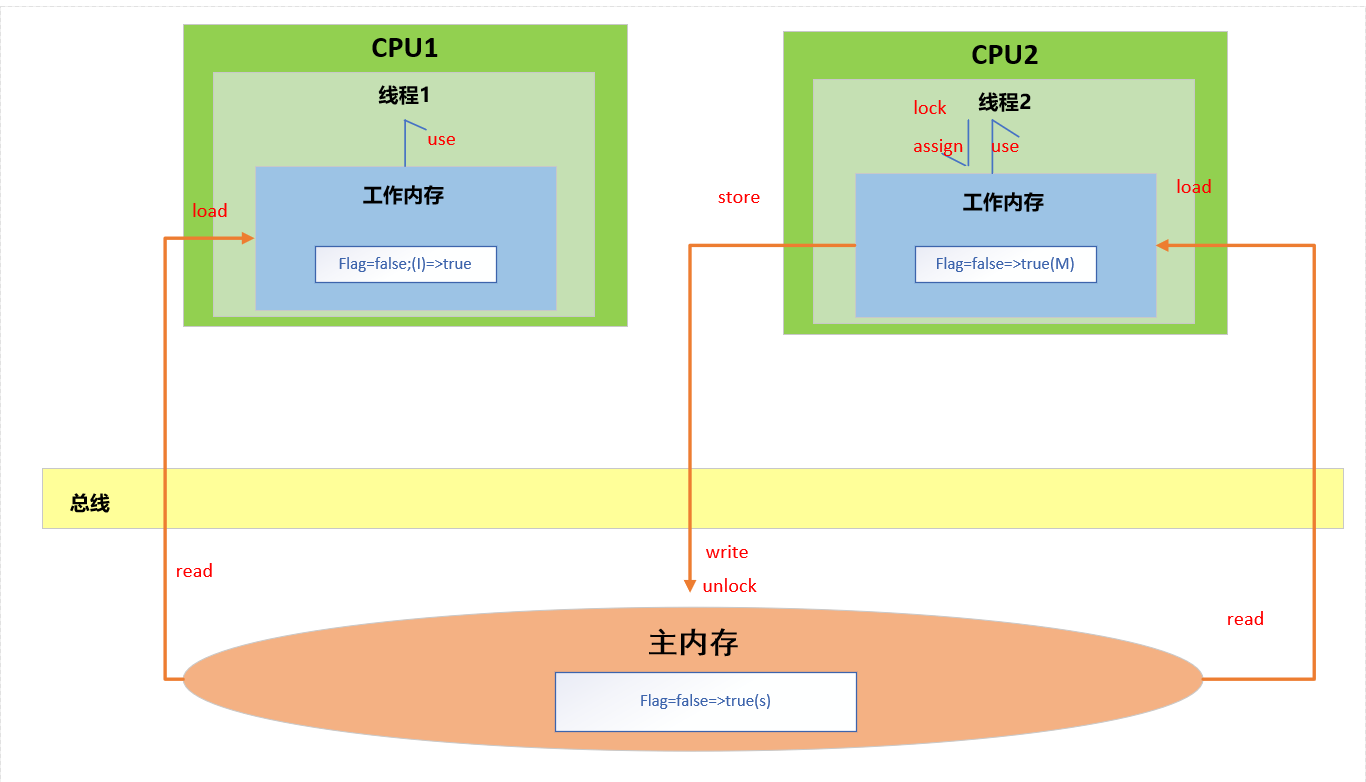 CPU1
线程1
use
工作内存
load
Flag=false;(I)=>true
CPU2
lock
线程2
assign
use
load
store
工作内存
Flag=false=>true(M)
总线
write
read
unlock
read
主内存
Flag=false=>true(s)